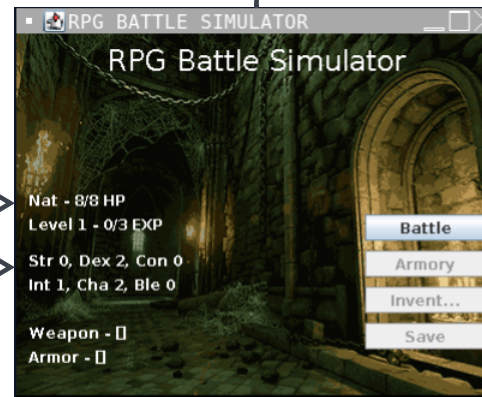 RPG BATTLE SIMULATOR
RPG Battle Simulator
Nat - 8/8 HP
Level 1 - 0/3 EXP
Str 0, Dex 2, Con 0
Int 1, Cha 2, Ble 0
Weapon - []
Armor - []
Battle
Armory
Invent...
Save